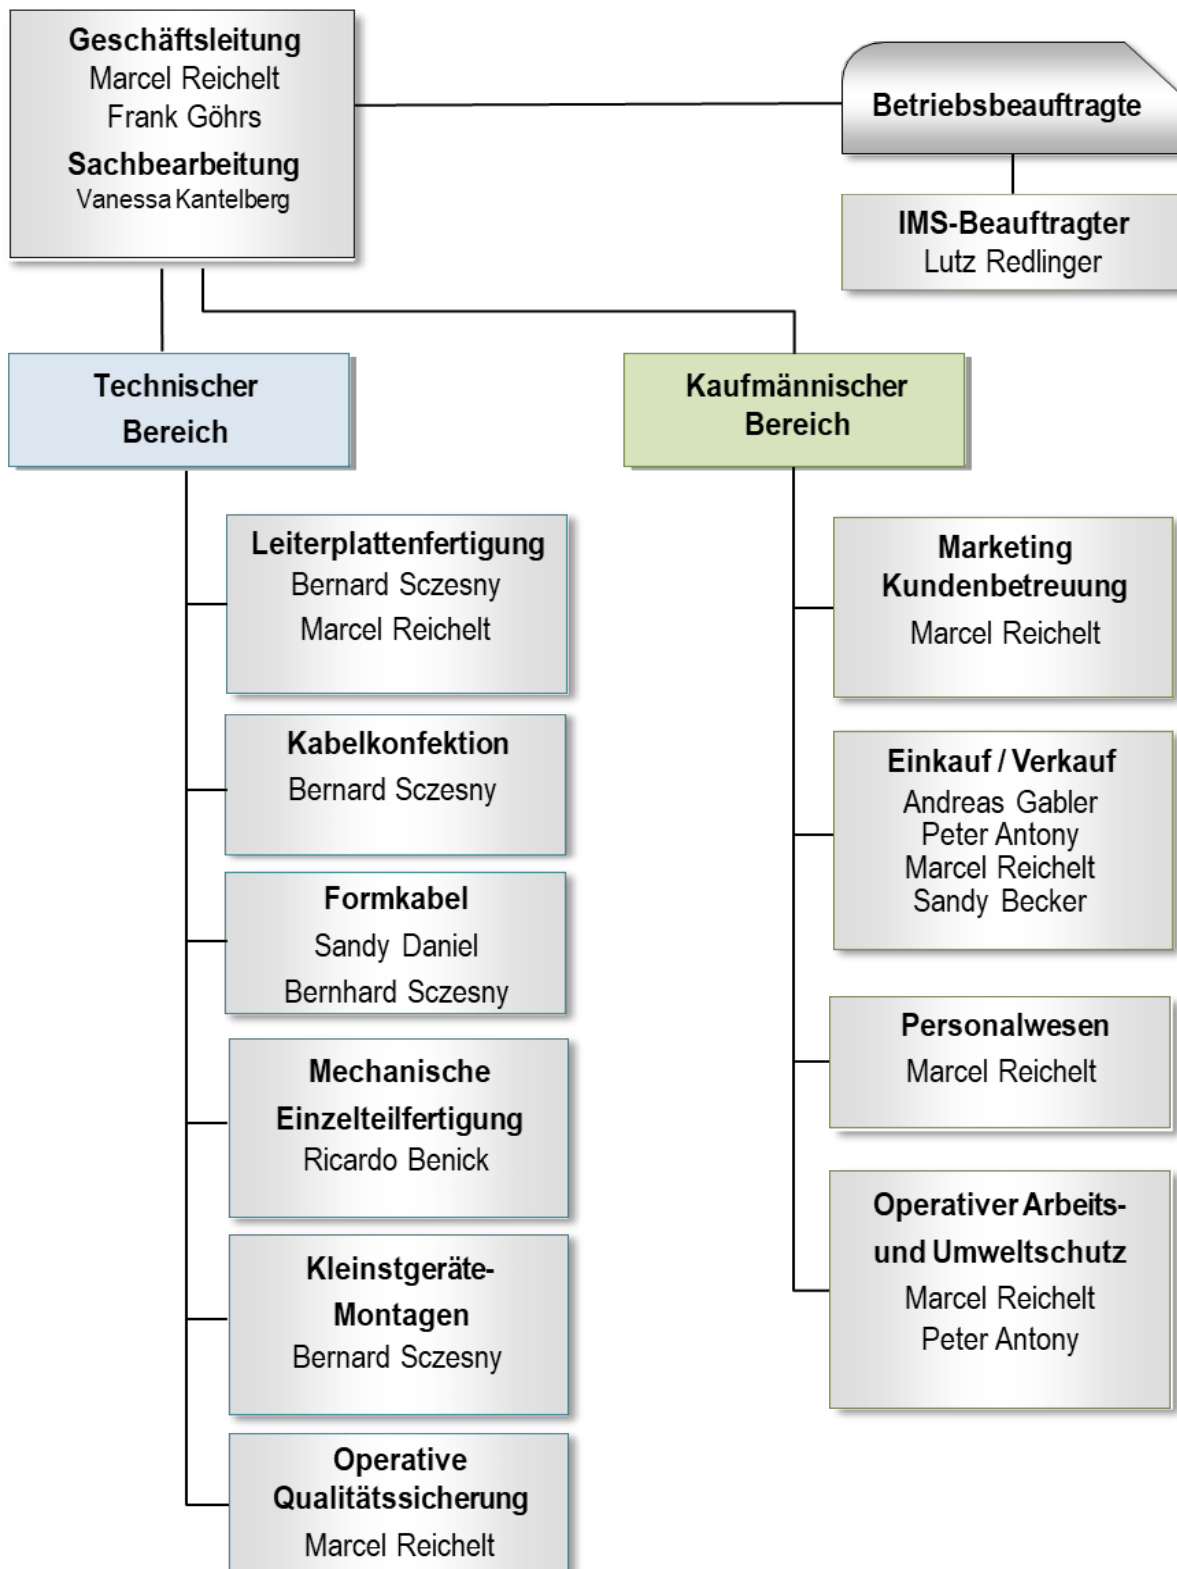 Geschäftsleitung
Marcel Reichelt
Frank Göhrs
Sachbearbeitung
Vanessa Kantelberg
Betriebsbeauftragte
IMS-Beauftragter
Lutz Redlinger
Technischer
Bereich
Leiterplattenfertigung
Bernard Sczesny
Marcel Reichelt
Kabelkonfektion
Bernard Sczesny
Formkabel
Sandy Daniel
Bernhard Sczesny
Mechanische
Einzelteilfertigung
Ricardo Benick
Kleinstgeräte-
Montagen
Bernard Sczesny
Operative
Qualitätssicherung
Marcel Reichelt
Kaufmännischer
Bereich
Marketing
Kundenbetreuung
Marcel Reichelt
Einkauf / Verkauf
Andreas Gabler
Peter Antony
Marcel Reichelt
Sandy Becker
Personalwesen
Marcel Reichelt
Operativer Arbeits-
und Umweltschutz
Marcel Reichelt
Peter Antony